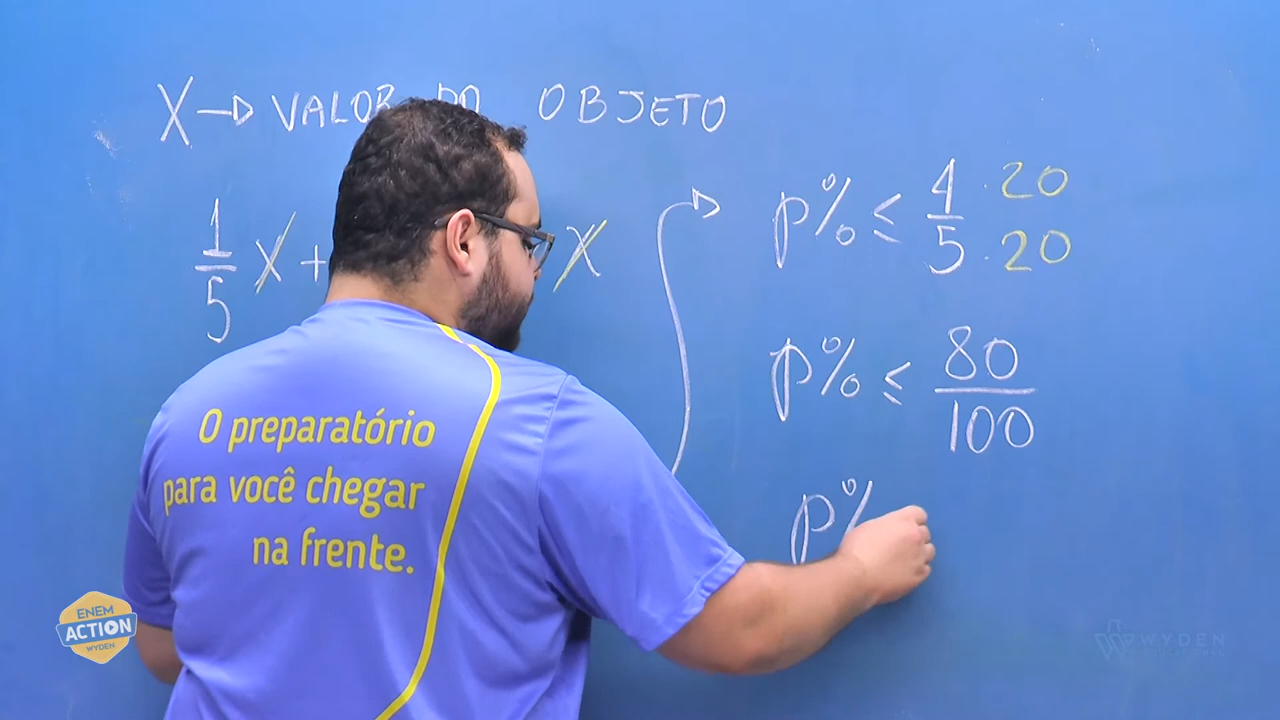 X → VALOR DO OBJETO
1/5 X +
X
p% ≤ 4/5 · 20/20
p% ≤ 80/100
p%
O preparatório
para você chegar
na frente.
ENEM
ACTION
WYDEN
WYDEN